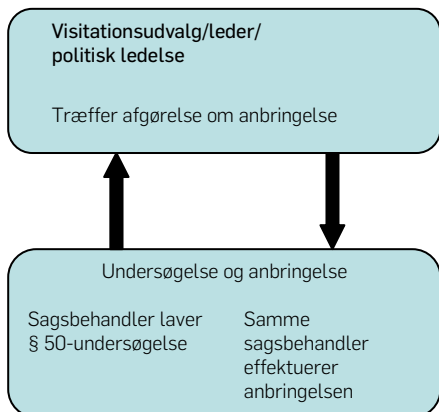 Visitationsudvalg/leder/
politisk ledelse
Træffer afgørelse om anbringelse
Undersøgelse og anbringelse
Sagsbehandler laver
§ 50-undersøgelse
Samme
sagsbehandler
effektuerer
anbringelsen